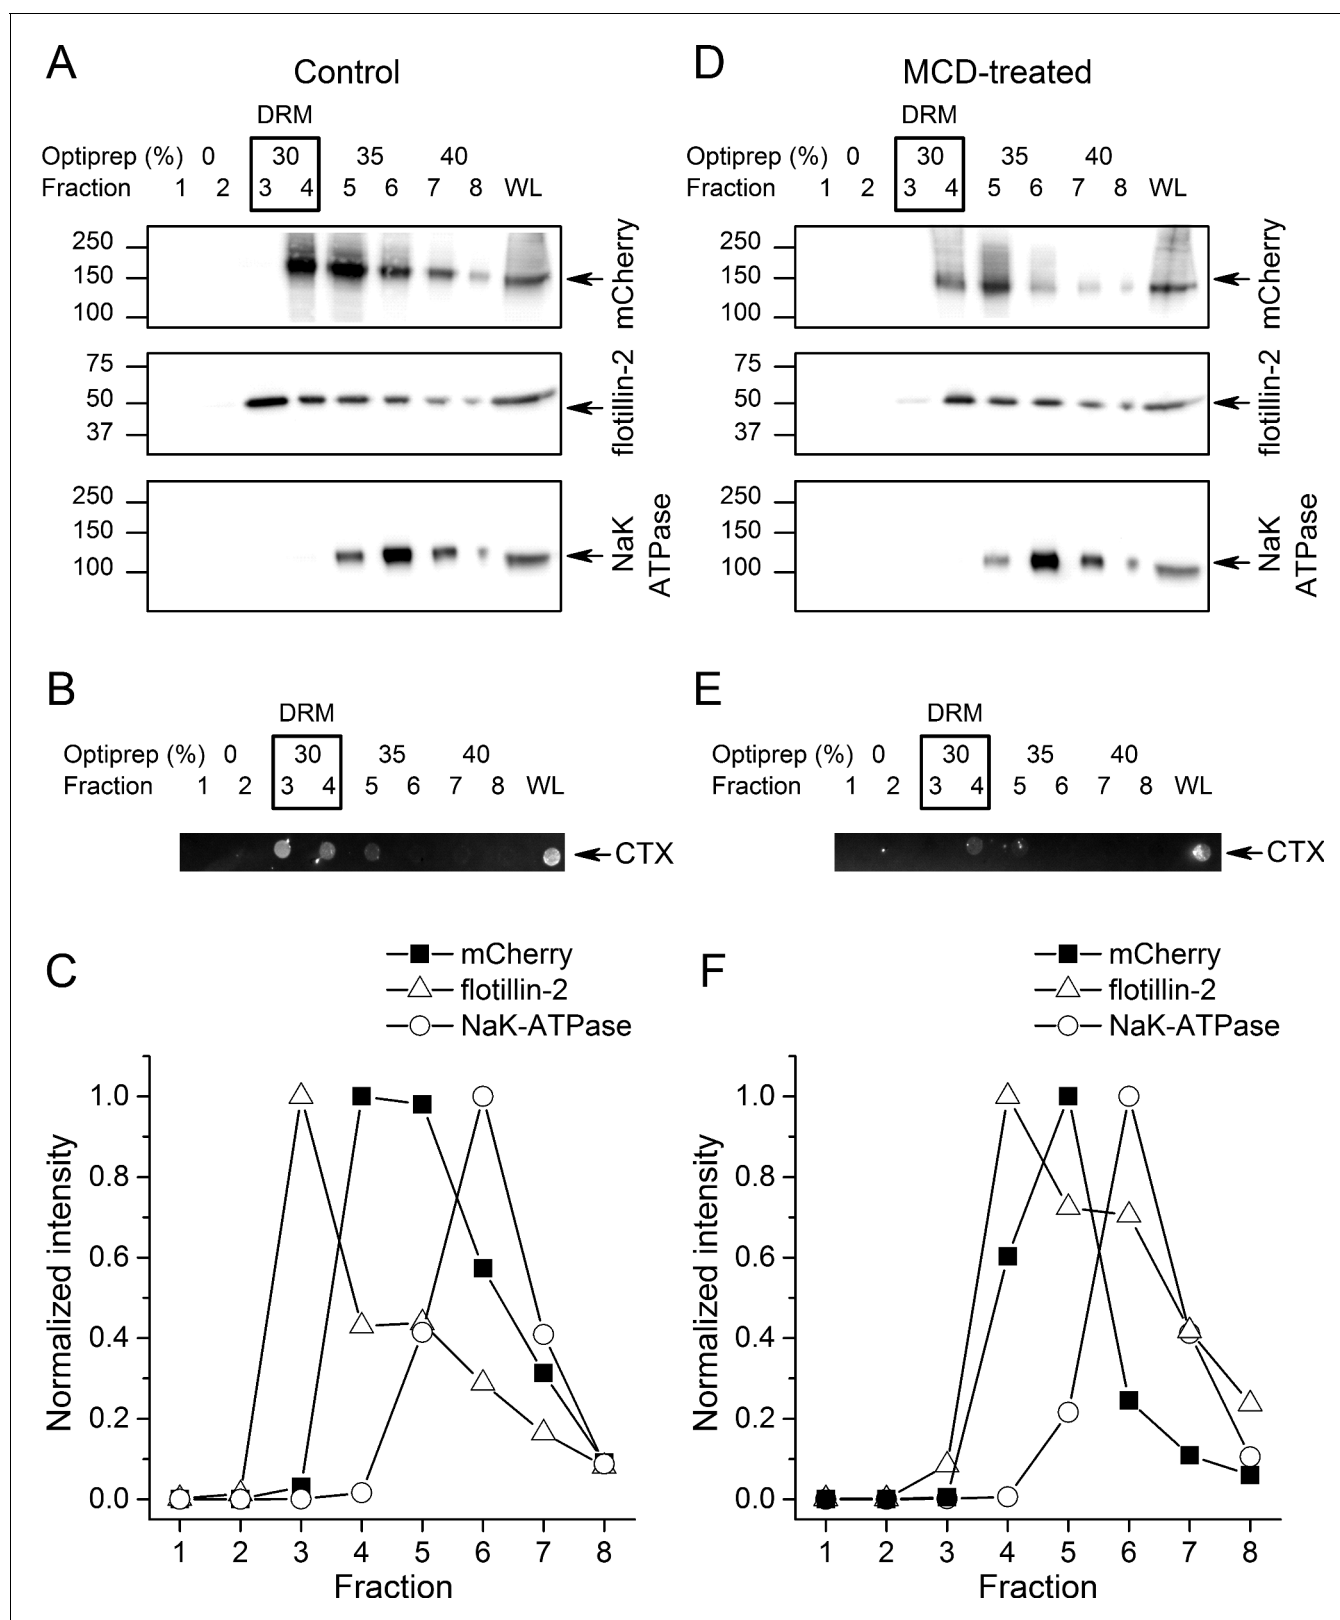 A
Control
DRM
Optiprep (%) 0 30 35 40
Fraction 1 2 3 4 5 6 7 8 WL
250
150
100
mCherry
75
50
37
flotillin-2
250
150
100
NaK
ATPase
D
MCD-treated
DRM
Optiprep (%) 0 30 35 40
Fraction 1 2 3 4 5 6 7 8 WL
250
150
100
mCherry
75
50
37
flotillin-2
250
150
100
NaK
ATPase
B
DRM
Optiprep (%) 0 30 35 40
Fraction 1 2 3 4 5 6 7 8 WL
CTX
E
DRM
Optiprep (%) 0 30 35 40
Fraction 1 2 3 4 5 6 7 8 WL
CTX
C
mCherry
flotillin-2
NaK-ATPase
Normalized intensity
1.0
0.8
0.6
0.4
0.2
0.0
1 2 3 4 5 6 7 8
Fraction
F
mCherry
flotillin-2
NaK-ATPase
Normalized intensity
1.0
0.8
0.6
0.4
0.2
0.0
1 2 3 4 5 6 7 8
Fraction